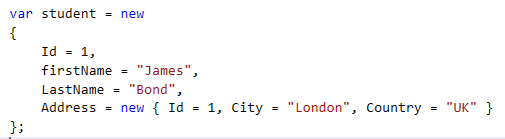 var student = new
{
    Id = 1,
    firstName = "James",
    LastName = "Bond",
    Address = new { Id = 1, City = "London", Country = "UK" }
};